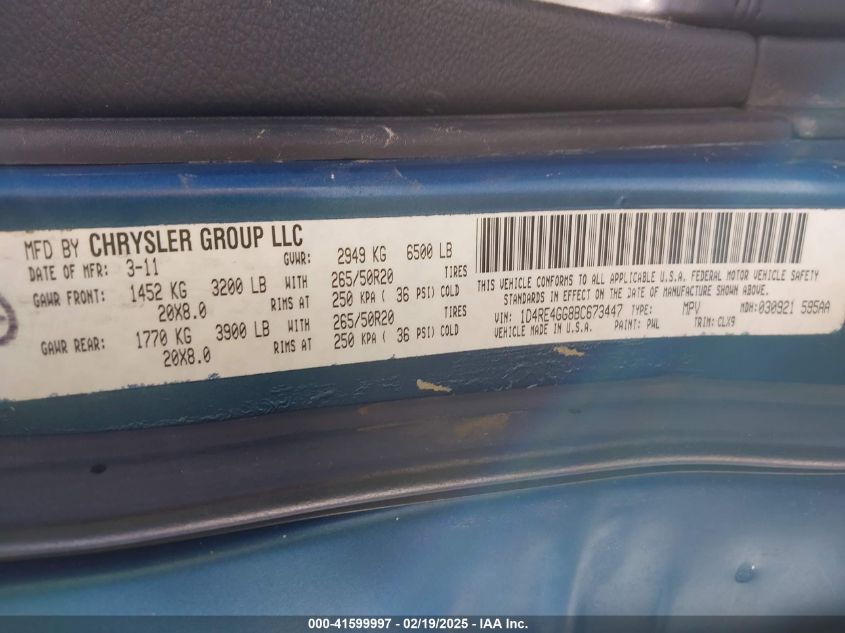 MFD BY CHRYSLER GROUP LLC
DATE OF MFR: 3-11 GVWR: 2949 KG 6500 LB
GAWR FRONT: 1452 KG 3200 LB WITH 265/50R20 TIRES
20X8.0 RIMS AT 250 KPA ( 36 PSI) COLD
GAWR REAR: 1770 KG 3900 LB WITH 265/50R20 TIRES
20X8.0 RIMS AT 250 KPA ( 36 PSI) COLD
THIS VEHICLE CONFORMS TO ALL APPLICABLE U.S.A. FEDERAL MOTOR VEHICLE SAFETY
STANDARDS IN EFFECT ON THE DATE OF MANUFACTURE SHOWN ABOVE.
VIN: 1D4RE4GG8BC673447 TYPE: MPV MDH: 030921 595AA
VEHICLE MADE IN U.S.A. PAINT: PWL TRIM: CLX9
000-41599997 - 02/19/2025 - IAA Inc.